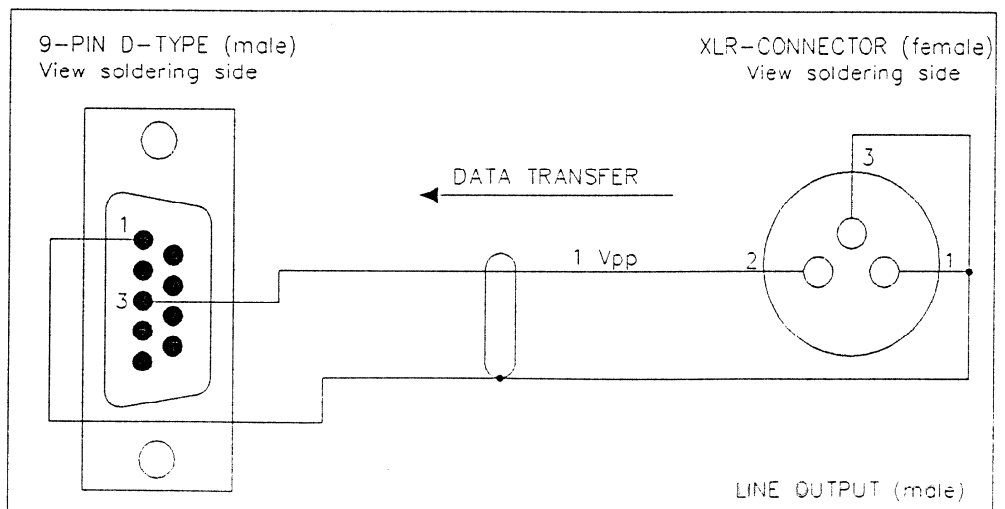 9-PIN D-TYPE (male)
View soldering side
XLR-CONNECTOR (female)
View soldering side
3
DATA TRANSFER
1
1 Vpp
2
1
3
LINE OUTPUT (male)